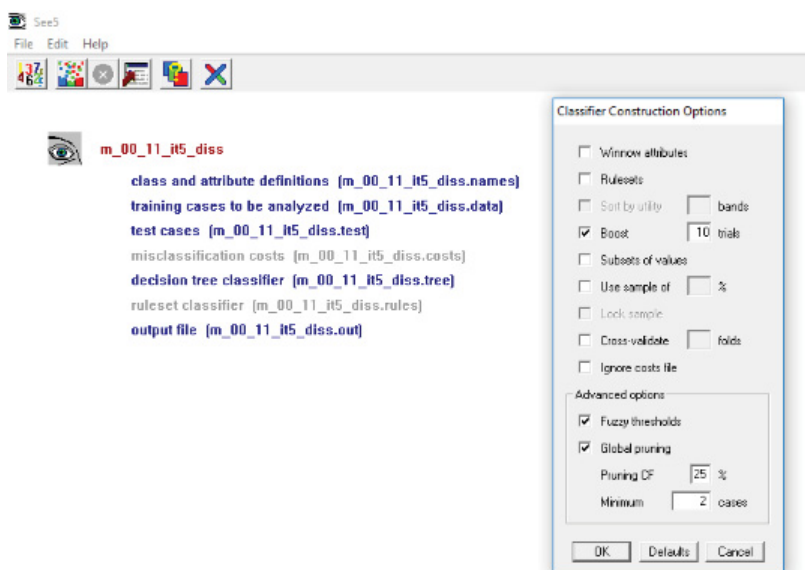 See5
File Edit Help
Classifier Construction Options
m_00_11_it5_diss
class and attribute definitions (m_00_11_it5_diss.names)
training cases to be analyzed (m_00_11_it5_diss.data)
test cases (m_00_11_it5_diss.test)
misclassification costs (m_00_11_it5_diss.costs)
decision tree classifier (m_00_11_it5_diss.tree)
ruleset classifier (m_00_11_it5_diss.rules)
output file (m_00_11_it5_diss.out)
Winnow attributes
Rulesets
Sort by utility bands
Boost 10 trials
Subsets of values
Use sample of %
Lock sample
Cross-validate folds
Ignore costs file
Advanced options
Fuzzy thresholds
Global pruning
Pruning CF 25 %
Minimum 2 cases
OK Defaults Cancel